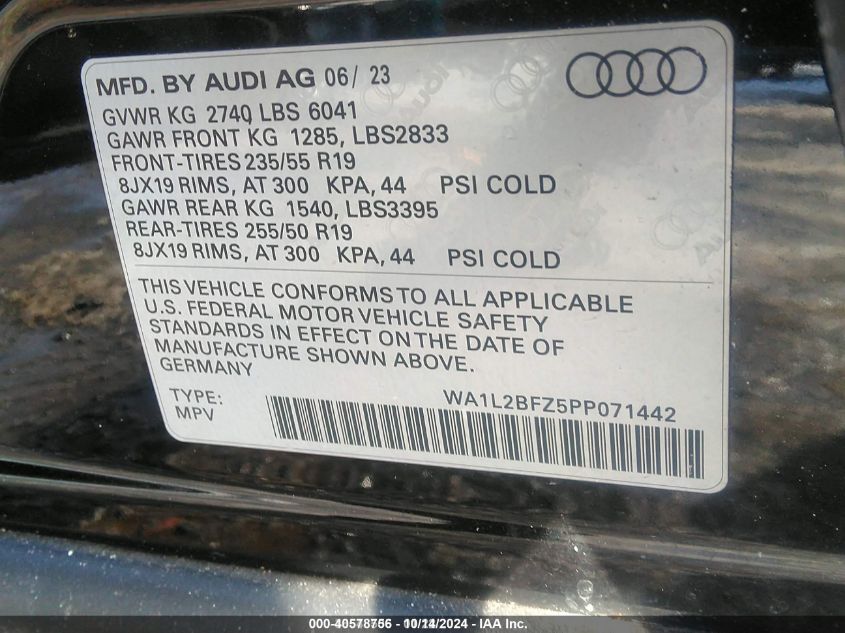 MFD. BY AUDI AG 06/ 23
GVWR KG 2740 LBS 6041
GAWR FRONT KG 1285, LBS2833
FRONT-TIRES 235/55 R19
8JX19 RIMS, AT 300 KPA, 44 PSI COLD
GAWR REAR KG 1540, LBS3395
REAR-TIRES 255/50 R19
8JX19 RIMS, AT 300 KPA, 44 PSI COLD
THIS VEHICLE CONFORMS TO ALL APPLICABLE
U.S. FEDERAL MOTOR VEHICLE SAFETY
STANDARDS IN EFFECT ON THE DATE OF
MANUFACTURE SHOWN ABOVE.
GERMANY
TYPE: WA1L2BFZ5PP071442
MPV
000-40578756 - 10/14/2024 - IAA Inc.